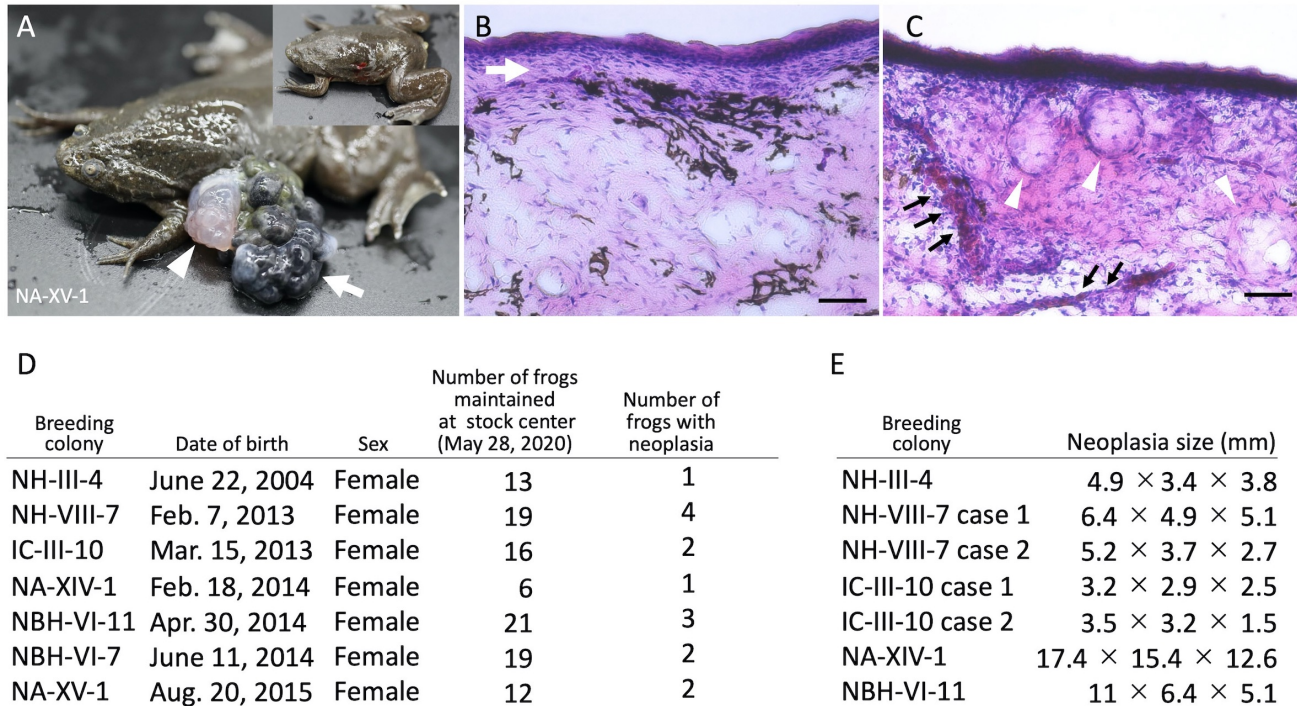 A
NA-XV-1
B
C
D
Breeding
colony
Date of birth
Sex
Number of frogs
maintained
at stock center
(May 28, 2020)
Number of
frogs with
neoplasia
NH-III-4 June 22, 2004 Female 13 1
NH-VIII-7 Feb. 7, 2013 Female 19 4
IC-III-10 Mar. 15, 2013 Female 16 2
NA-XIV-1 Feb. 18, 2014 Female 6 1
NBH-VI-11 Apr. 30, 2014 Female 21 3
NBH-VI-7 June 11, 2014 Female 19 2
NA-XV-1 Aug. 20, 2015 Female 12 2
E
Breeding
colony
Neoplasia size (mm)
NH-III-4 4.9 × 3.4 × 3.8
NH-VIII-7 case 1 6.4 × 4.9 × 5.1
NH-VIII-7 case 2 5.2 × 3.7 × 2.7
IC-III-10 case 1 3.2 × 2.9 × 2.5
IC-III-10 case 2 3.5 × 3.2 × 1.5
NA-XIV-1 17.4 × 15.4 × 12.6
NBH-VI-11 11 × 6.4 × 5.1